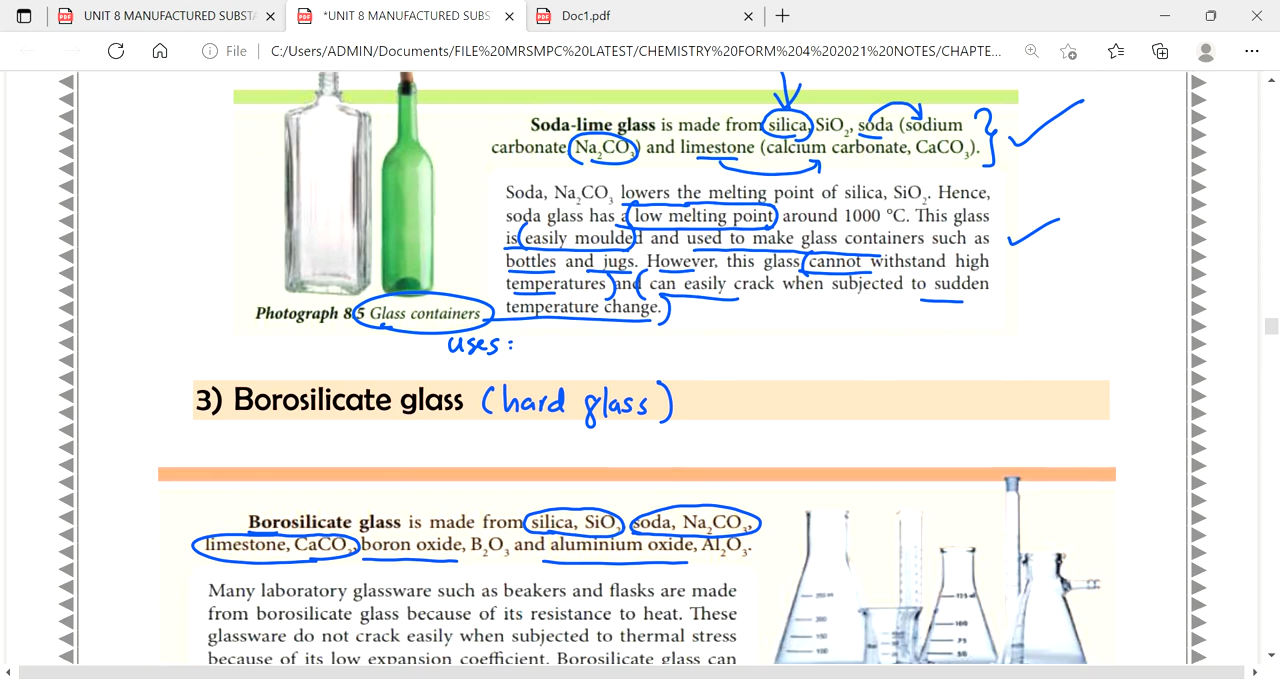 UNIT 8 MANUFACTURED SUBSTA
*UNIT 8 MANUFACTURED SUBS
Doc1.pdf
File
C:/Users/ADMIN/Documents/FILE%20MRSMPC%20LATEST/CHEMISTRY%20FORM%204%202021%20NOTES/CHAPTE...
Soda-lime glass is made from silica, SiO₂, soda (sodium
carbonate, Na₂CO₃) and limestone (calcium carbonate, CaCO₃).
Soda, Na₂CO₃ lowers the melting point of silica, SiO₂. Hence,
soda glass has a low melting point around 1000 °C. This glass
is easily moulded and used to make glass containers such as
bottles and jugs. However, this glass cannot withstand high
temperatures and can easily crack when subjected to sudden
temperature change.
Photograph 8.5 Glass containers
uses:
3) Borosilicate glass (hard glass)
Borosilicate glass is made from silica, SiO₂, soda, Na₂CO₃,
limestone, CaCO₃, boron oxide, B₂O₃ and aluminium oxide, Al₂O₃.
Many laboratory glassware such as beakers and flasks are made
from borosilicate glass because of its resistance to heat. These
glassware do not crack easily when subjected to thermal stress
because of its low expansion coefficient. Borosilicate glass can